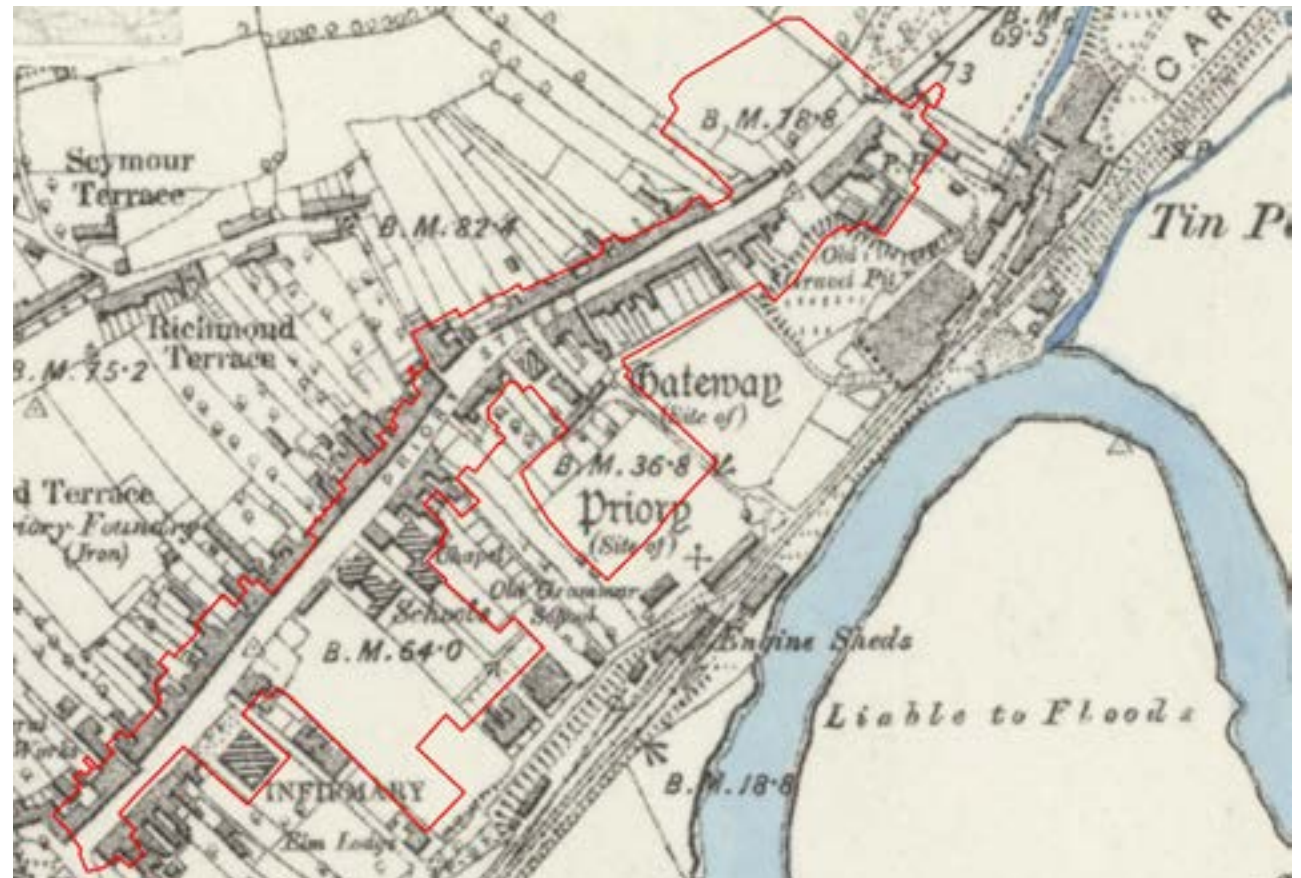 B.M.
69.5
CAR
73
B.M.78.8
P.H.
S.P.
Seymour
Terrace
B.M.82.4
Tin P
Old
Gravel Pit
Richmond
Terrace
B.M.75.2
ST
Gateway
(Site of)
PRIO
B.M.36.8
d Terrace
riory Foundry
(Iron)
Priory
(Site of)
Chapel
Old Grammar
School
Schools
B.M.64.0
Engine Sheds
Liable to Floods
Works
B.M.18.8
INFIRMARY
Elm Lodge